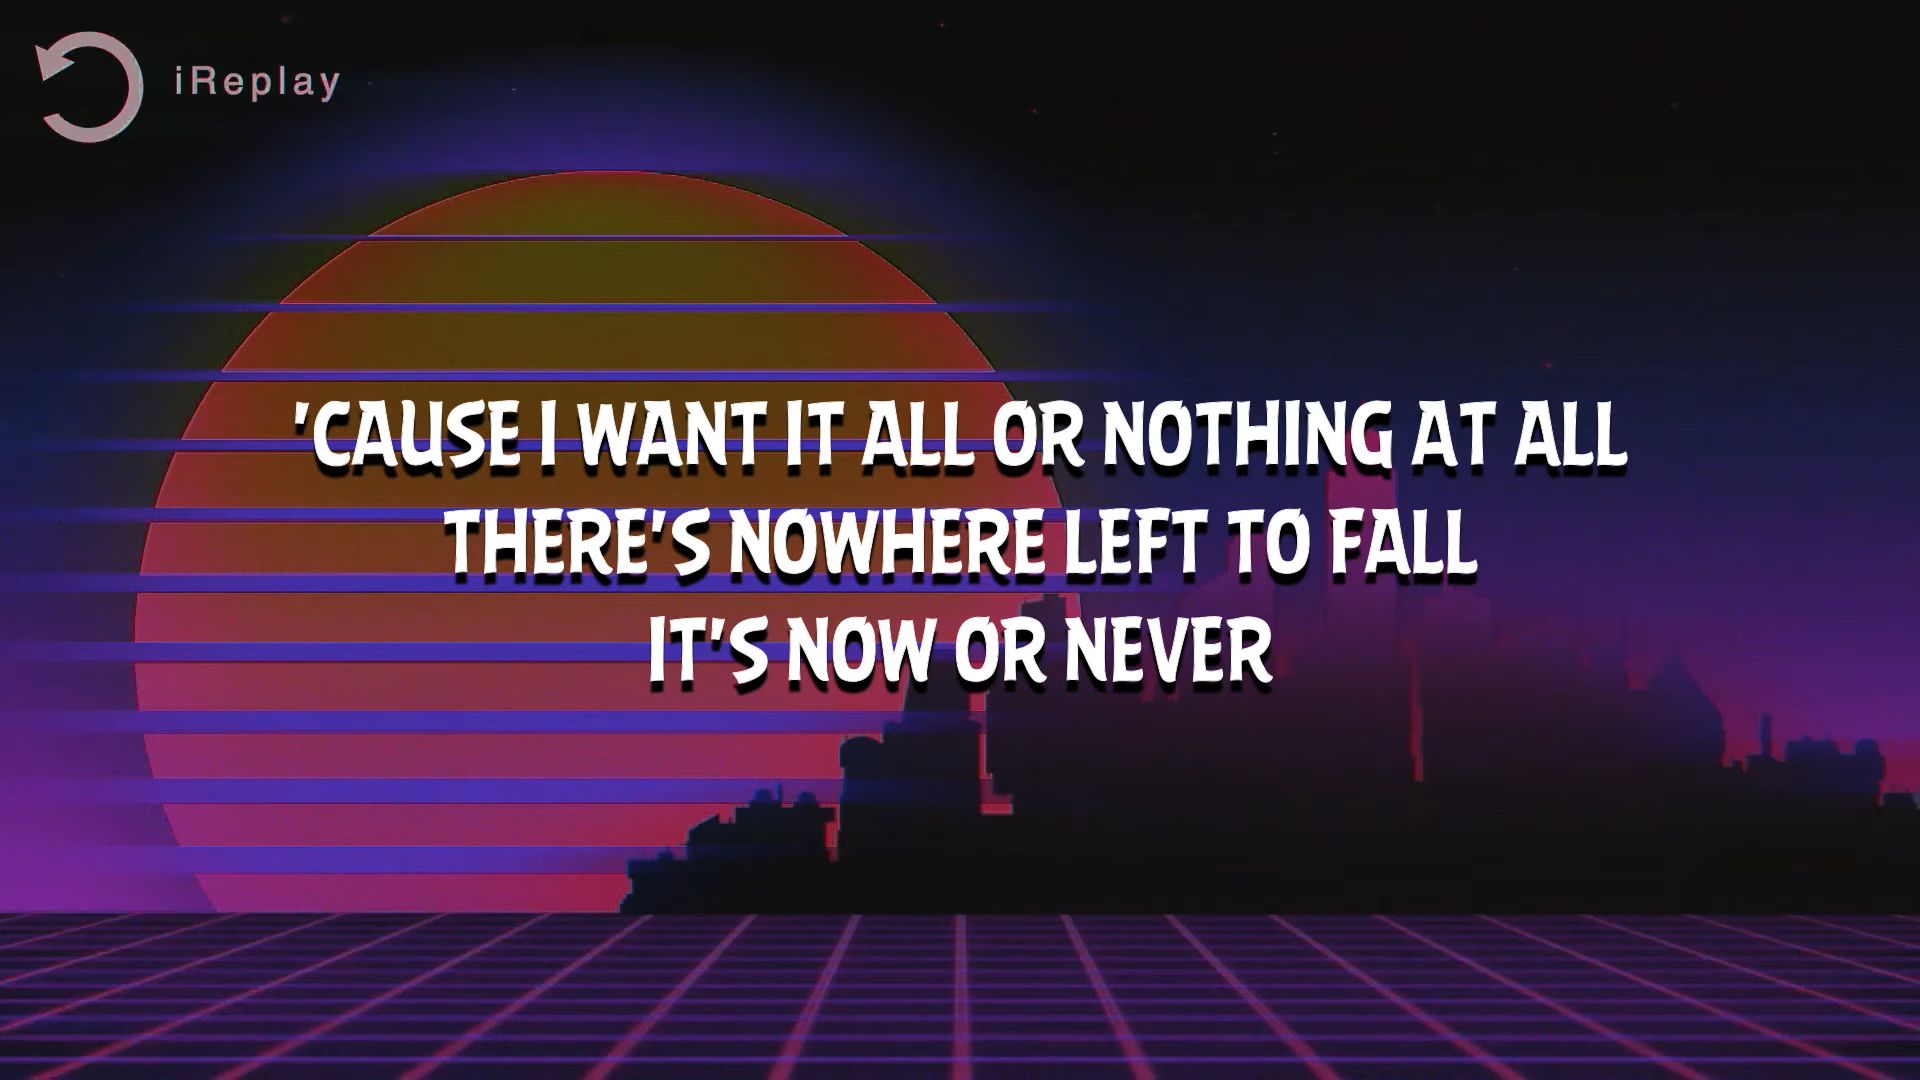 iReplay
'CAUSE I WANT IT ALL OR NOTHING AT ALL
THERE'S NOWHERE LEFT TO FALL
IT'S NOW OR NEVER